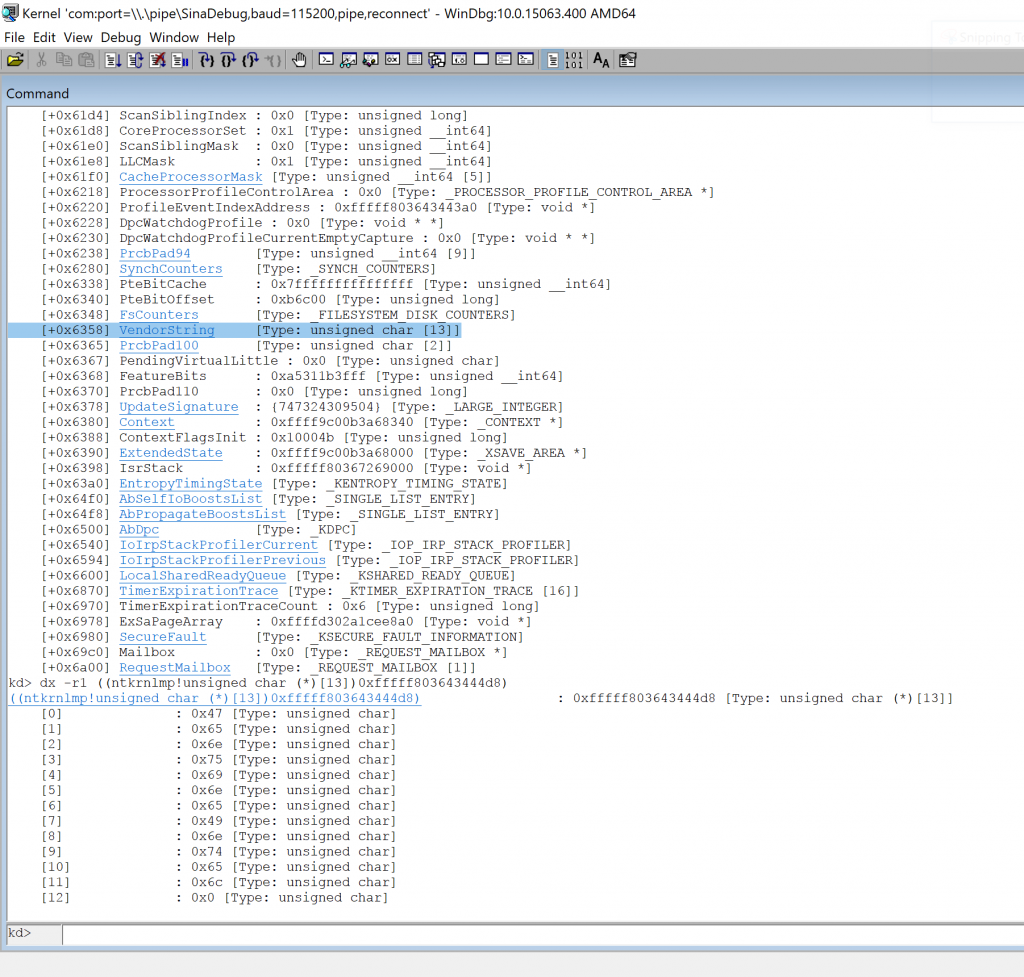 Kernel 'com:port=\\.\pipe\SinaDebug,baud=115200,pipe,reconnect' - WinDbg:10.0.15063.400 AMD64
File Edit View Debug Window Help
Command
[+0x61d4] ScanSiblingIndex : 0x0 [Type: unsigned long]
[+0x61d8] CoreProcessorSet : 0x1 [Type: unsigned __int64]
[+0x61e0] ScanSiblingMask : 0x0 [Type: unsigned __int64]
[+0x61e8] LLCMask : 0x1 [Type: unsigned __int64]
[+0x61f0] CacheProcessorMask [Type: unsigned __int64 [5]]
[+0x6218] ProcessorProfileControlArea : 0x0 [Type: _PROCESSOR_PROFILE_CONTROL_AREA *]
[+0x6220] ProfileEventIndexAddress : 0xfffff803643443a0 [Type: void *]
[+0x6228] DpcWatchdogProfile : 0x0 [Type: void * *]
[+0x6230] DpcWatchdogProfileCurrentEmptyCapture : 0x0 [Type: void * *]
[+0x6238] PrcbPad94 [Type: unsigned __int64 [9]]
[+0x6280] SynchCounters [Type: _SYNCH_COUNTERS]
[+0x6338] PteBitCache : 0x7fffffffffffffff [Type: unsigned __int64]
[+0x6340] PteBitOffset : 0xb6c00 [Type: unsigned long]
[+0x6348] FsCounters [Type: _FILESYSTEM_DISK_COUNTERS]
[+0x6358] VendorString [Type: unsigned char [13]]
[+0x6365] PrcbPad100 [Type: unsigned char [2]]
[+0x6367] PendingVirtualLittle : 0x0 [Type: unsigned char]
[+0x6368] FeatureBits : 0xa5311b3fff [Type: unsigned __int64]
[+0x6370] PrcbPad110 : 0x0 [Type: unsigned long]
[+0x6378] UpdateSignature : {747324309504} [Type: _LARGE_INTEGER]
[+0x6380] Context : 0xffff9c00b3a68340 [Type: _CONTEXT *]
[+0x6388] ContextFlagsInit : 0x10004b [Type: unsigned long]
[+0x6390] ExtendedState : 0xffff9c00b3a68000 [Type: _XSAVE_AREA *]
[+0x6398] IsrStack : 0xfffff80367269000 [Type: void *]
[+0x63a0] EntropyTimingState [Type: _KENTROPY_TIMING_STATE]
[+0x64f0] AbSelfIoBoostsList [Type: _SINGLE_LIST_ENTRY]
[+0x64f8] AbPropagateBoostsList [Type: _SINGLE_LIST_ENTRY]
[+0x6500] AbDpc [Type: _KDPC]
[+0x6540] IoIrpStackProfilerCurrent [Type: _IOP_IRP_STACK_PROFILER]
[+0x6594] IoIrpStackProfilerPrevious [Type: _IOP_IRP_STACK_PROFILER]
[+0x6600] LocalSharedReadyQueue [Type: _KSHARED_READY_QUEUE]
[+0x6870] TimerExpirationTrace [Type: _KTIMER_EXPIRATION_TRACE [16]]
[+0x6970] TimerExpirationTraceCount : 0x6 [Type: unsigned long]
[+0x6978] ExSaPageArray : 0xffffd302a1cee8a0 [Type: void *]
[+0x6980] SecureFault [Type: _KSECURE_FAULT_INFORMATION]
[+0x69c0] Mailbox : 0x0 [Type: _REQUEST_MAILBOX *]
[+0x6a00] RequestMailbox [Type: _REQUEST_MAILBOX [1]]
kd> dx -r1 ((ntkrnlmp!unsigned char (*)[13])0xfffff803643444d8)
((ntkrnlmp!unsigned char (*)[13])0xfffff803643444d8) : 0xfffff803643444d8 [Type: unsigned char (*)[13]]
[0] : 0x47 [Type: unsigned char]
[1] : 0x65 [Type: unsigned char]
[2] : 0x6e [Type: unsigned char]
[3] : 0x75 [Type: unsigned char]
[4] : 0x69 [Type: unsigned char]
[5] : 0x6e [Type: unsigned char]
[6] : 0x65 [Type: unsigned char]
[7] : 0x49 [Type: unsigned char]
[8] : 0x6e [Type: unsigned char]
[9] : 0x74 [Type: unsigned char]
[10] : 0x65 [Type: unsigned char]
[11] : 0x6c [Type: unsigned char]
[12] : 0x0 [Type: unsigned char]
kd>